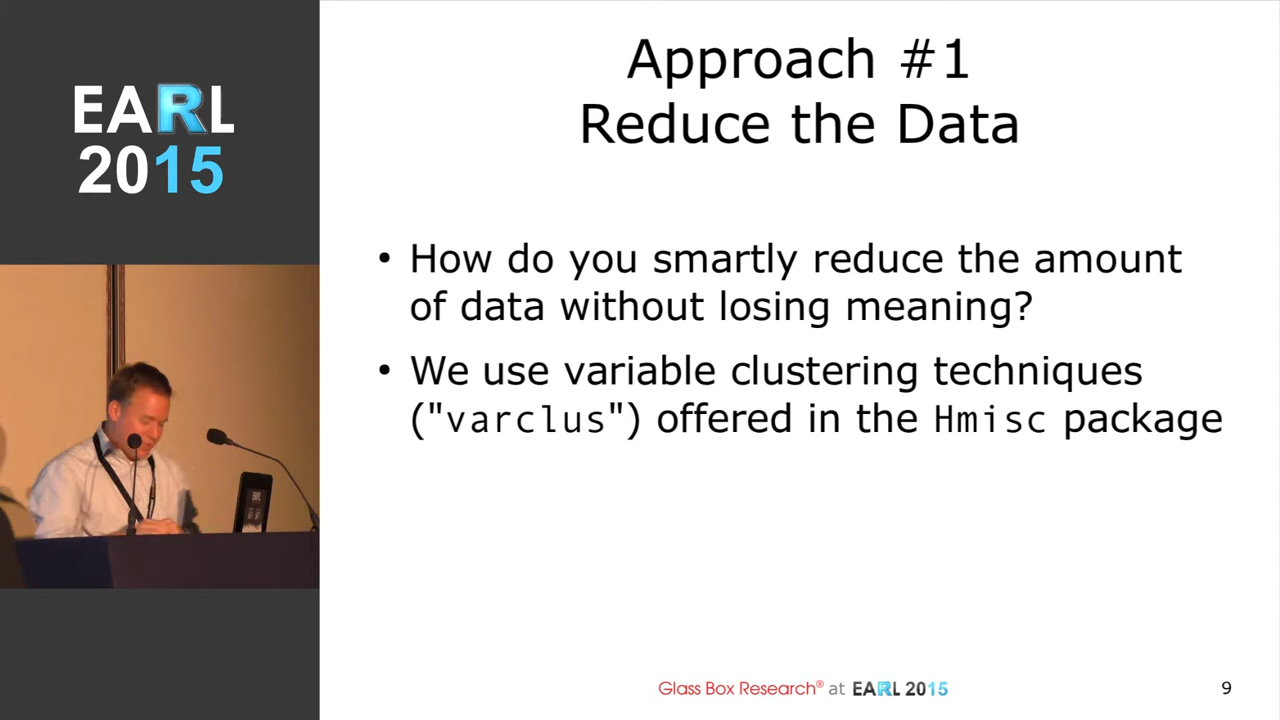 EARL
2015
Approach #1
Reduce the Data
• How do you smartly reduce the amount
of data without losing meaning?
• We use variable clustering techniques
("varclus") offered in the Hmisc package
Glass Box Research® at EARL 2015
9